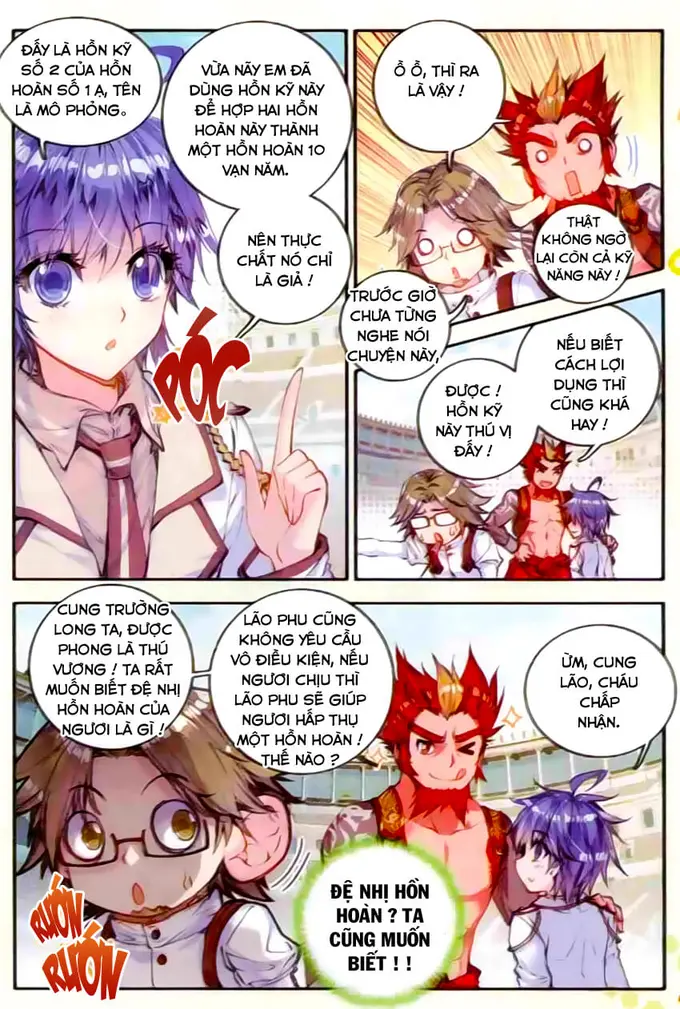 ĐẤY LÀ HỒN KỸ
SỐ 2 CỦA HỒN
HOÀN SỐ 1 Ạ, TÊN
LÀ MÔ PHỎNG.
VỪA NÃY EM ĐÃ
DÙNG HỒN KỸ NÀY
ĐỂ HỢP HAI HỒN
HOÀN NÀY THÀNH
MỘT HỒN HOÀN 10
VẠN NĂM.
NÊN THỰC
CHẤT NÓ CHỈ
LÀ GIẢ !
PÓC
Ồ Ồ, THÌ RA
LÀ VẬY !
THẬT
KHÔNG NGỜ
LẠI CÒN CẢ KỸ
NĂNG NÀY !
TRƯỚC GIỜ
CHƯA TỪNG
NGHE NÓI
CHUYỆN NÀY,
NẾU BIẾT
CÁCH LỢI
DỤNG THÌ
CŨNG KHÁ
HAY !
ĐƯỢC !
HỒN KỸ
NÀY THÚ VỊ
ĐẤY !
CUNG TRƯỜNG
LONG TA, ĐƯỢC
PHONG LÀ THÚ
VƯƠNG ! TA RẤT
MUỐN BIẾT ĐỆ NHỊ
HỒN HOÀN CỦA
NGƯƠI LÀ GÌ !
LÃO PHU CŨNG
KHÔNG YÊU CẦU
VÔ ĐIỀU KIỆN, NẾU
NGƯƠI CHỊU THÌ
LÃO PHU SẼ GIÚP
NGƯƠI HẤP THỤ
MỘT HỒN HOÀN !
THẾ NÀO ?
ỪM, CUNG
LÃO, CHÁU
CHẤP
NHẬN.
ĐỆ NHỊ HỒN
HOÀN ? TA
CŨNG MUỐN
BIẾT ! !
RƯỚN
RƯỚN